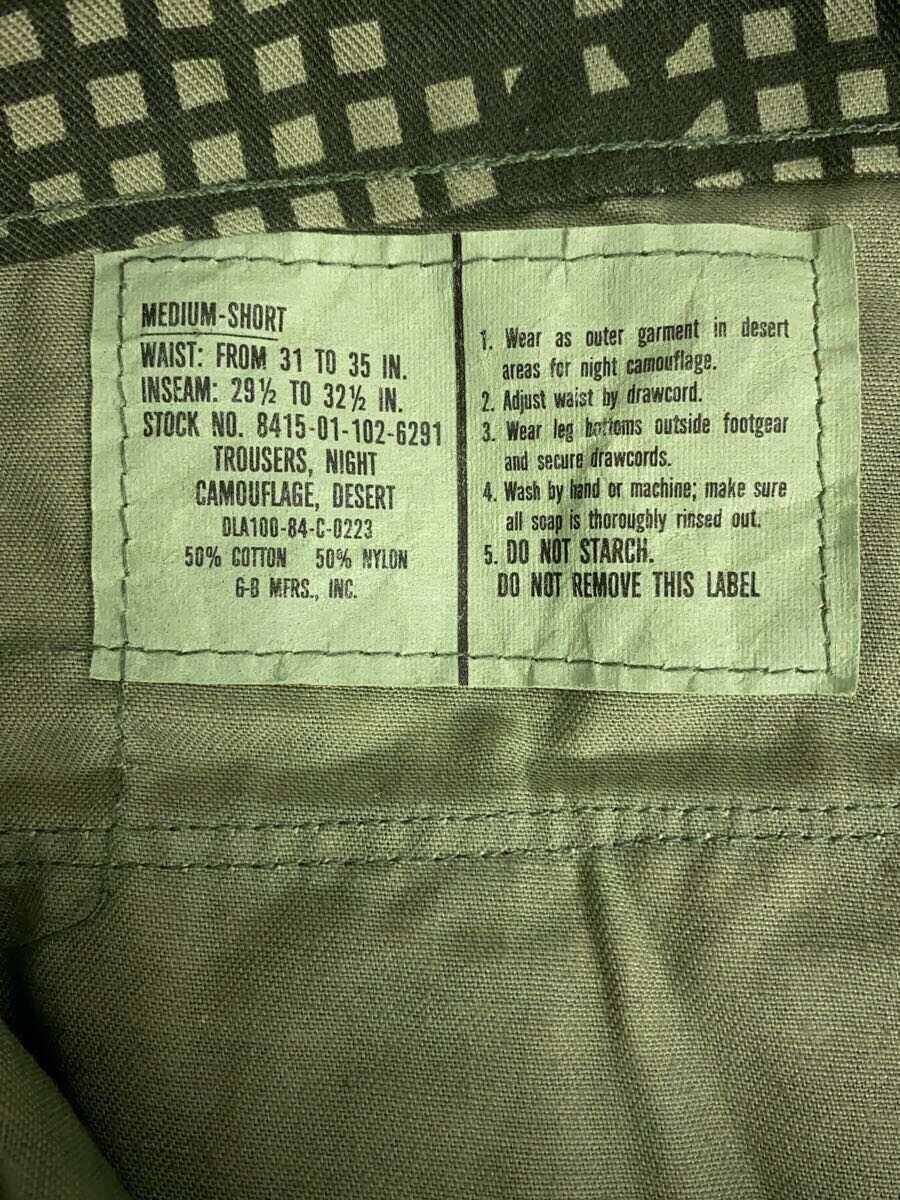 MEDIUM-SHORT
WAIST: FROM 31 TO 35 IN.
INSEAM: 29½ TO 32½ IN.
STOCK NO. 8415-01-102-6291
TROUSERS, NIGHT
CAMOUFLAGE, DESERT
DLA100-84-C-0223
50% COTTON 50% NYLON
6-B MFRS., INC.
1. Wear as outer garment in desert
areas for night camouflage.
2. Adjust waist by drawcord.
3. Wear leg bottoms outside footgear
and secure drawcords.
4. Wash by hand or machine; make sure
all soap is thoroughly rinsed out.
5. DO NOT STARCH.
DO NOT REMOVE THIS LABEL